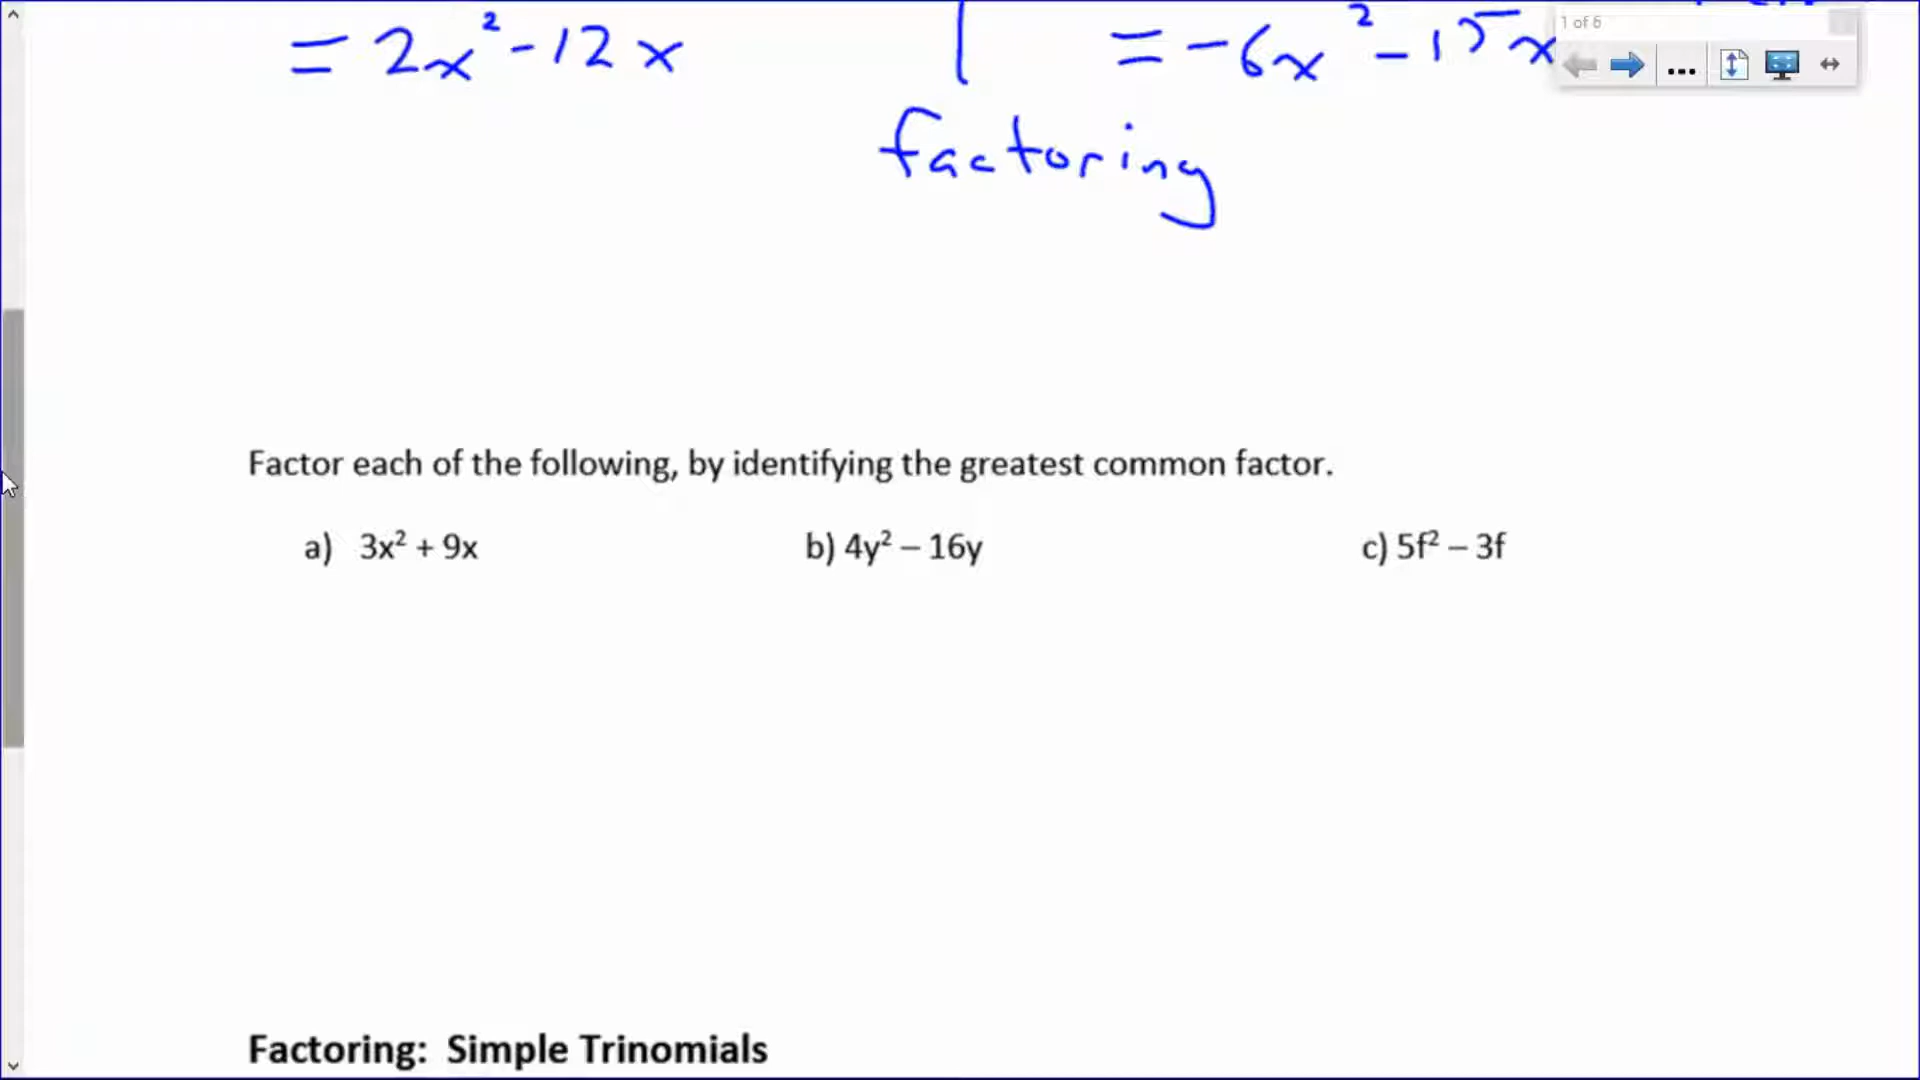 = 2x² - 12x
= -6x² - 15x
1 of 6
factoring
Factor each of the following, by identifying the greatest common factor.
a) 3x² + 9x
b) 4y² – 16y
c) 5f² – 3f
Factoring: Simple Trinomials